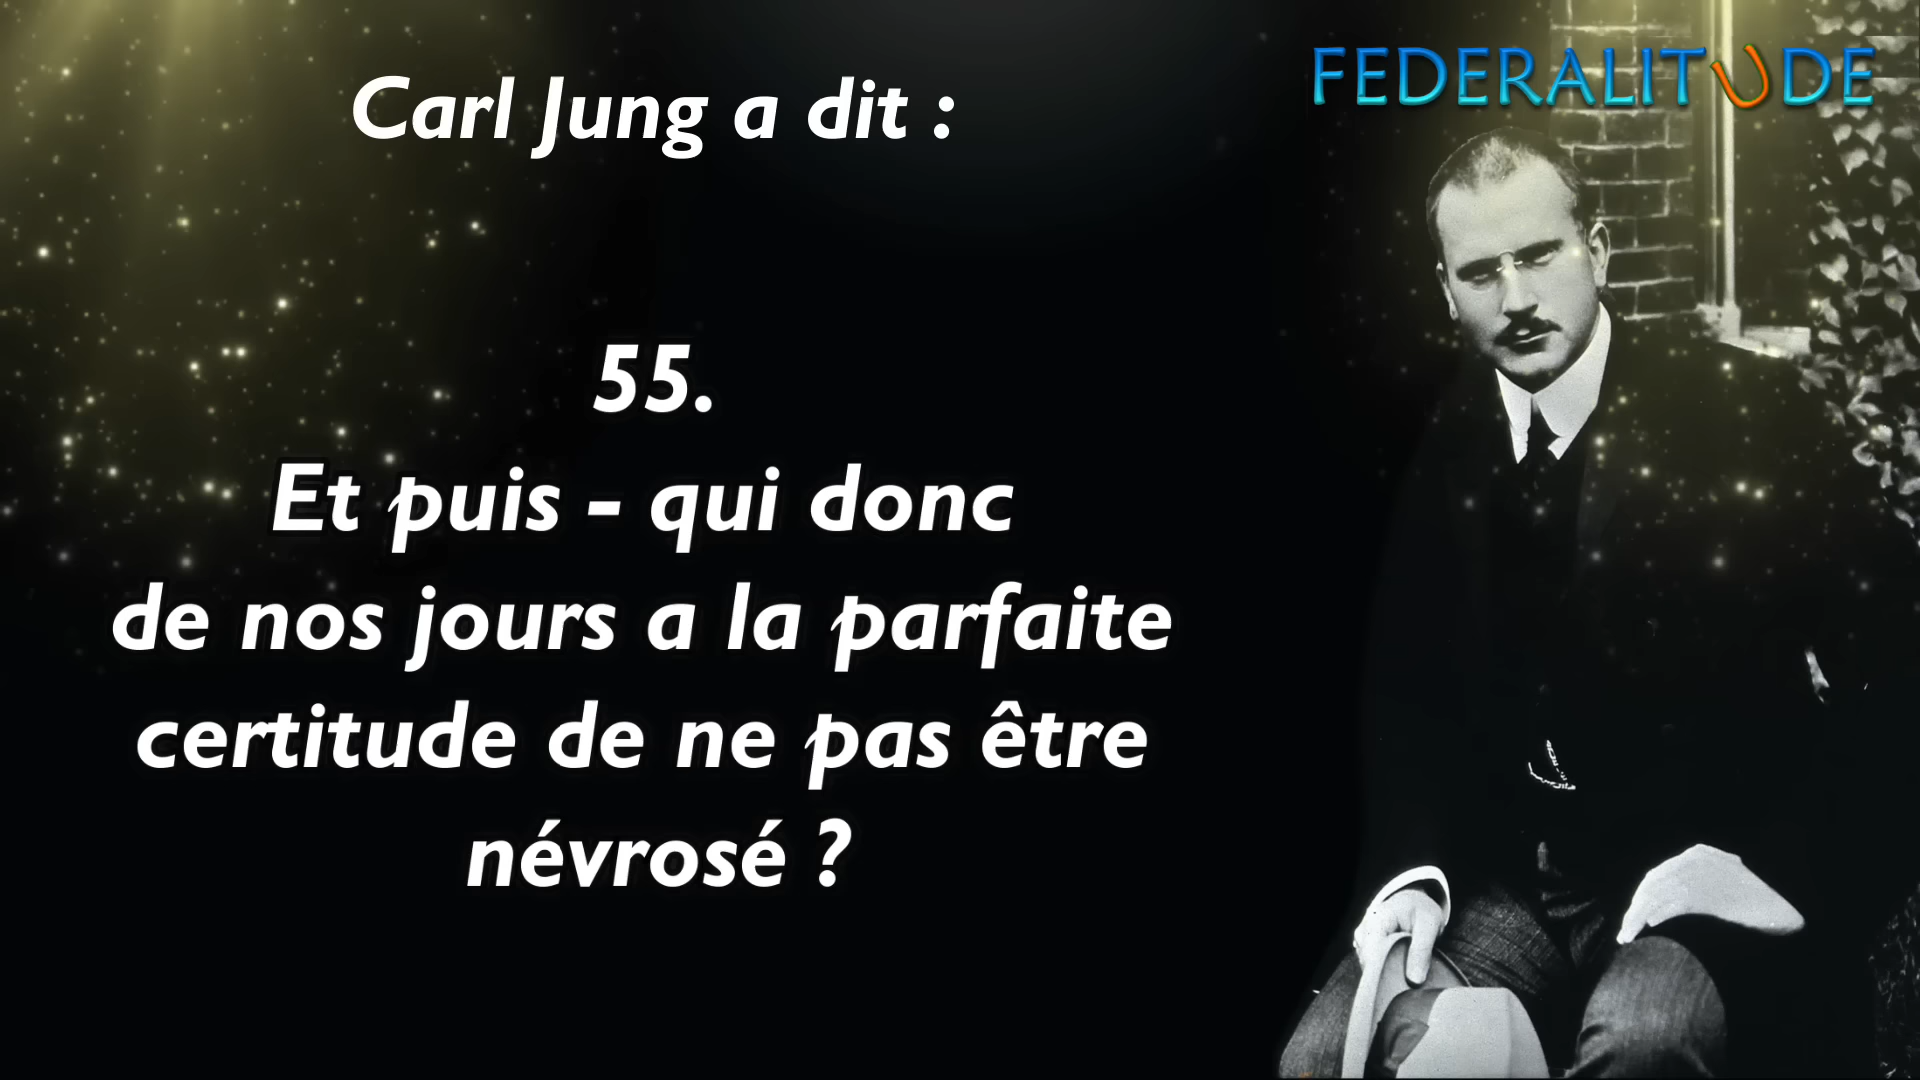 Carl Jung a dit :
FEDERALITUDE
55.
Et puis - qui donc
de nos jours a la parfaite
certitude de ne pas être
névrosé ?